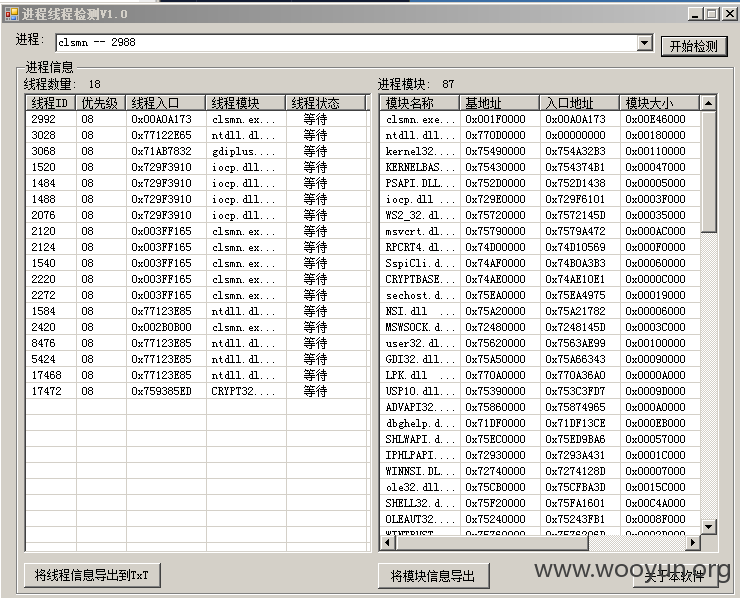 进程线程检测V1.0
进程: clsmn -- 2988 开始检测
进程信息
线程数量: 18 进程模块: 87
线程ID 优先级 线程入口 线程模块 线程状态
2992 08 0x00A0A173 clsmn.ex... 等待
3028 08 0x77122E65 ntdll.dl... 等待
3068 08 0x71AB7832 gdiplus.... 等待
1520 08 0x729F3910 iocp.dll... 等待
1484 08 0x729F3910 iocp.dll... 等待
1488 08 0x729F3910 iocp.dll... 等待
2076 08 0x729F3910 iocp.dll... 等待
2120 08 0x003FF165 clsmn.ex... 等待
2124 08 0x003FF165 clsmn.ex... 等待
1540 08 0x003FF165 clsmn.ex... 等待
2220 08 0x003FF165 clsmn.ex... 等待
2272 08 0x003FF165 clsmn.ex... 等待
1584 08 0x77123E85 ntdll.dl... 等待
2420 08 0x002B0B00 clsmn.ex... 等待
8476 08 0x77123E85 ntdll.dl... 等待
5424 08 0x77123E85 ntdll.dl... 等待
17468 08 0x77123E85 ntdll.dl... 等待
17472 08 0x759385ED CRYPT32.... 等待
模块名称 基地址 入口地址 模块大小
clsmn.exe... 0x001F0000 0x00A0A173 0x00E46000
ntdll.dll... 0x770D0000 0x00000000 0x00180000
kernel32.... 0x75490000 0x754A32B3 0x00110000
KERNELBAS... 0x75430000 0x754374B1 0x00047000
PSAPI.DLL... 0x752D0000 0x752D1438 0x00005000
iocp.dll ... 0x729E0000 0x729F6101 0x0003F000
WS2_32.dl... 0x75720000 0x7572145D 0x00035000
msvcrt.dl... 0x75790000 0x7579A472 0x000AC000
RPCRT4.dl... 0x74D00000 0x74D10569 0x000F0000
SspiCli.d... 0x74AF0000 0x74B0A3B3 0x00060000
CRYPTBASE... 0x74AE0000 0x74AE10E1 0x0000C000
sechost.d... 0x75EA0000 0x75EA4975 0x00019000
NSI.dll ... 0x75A20000 0x75A21782 0x00006000
MSWSOCK.d... 0x72480000 0x7248145D 0x0003C000
user32.dl... 0x75620000 0x7563AE99 0x00100000
GDI32.dll... 0x75A50000 0x75A66343 0x00090000
LPK.dll ... 0x770A0000 0x770A36A0 0x0000A000
USP10.dll... 0x75390000 0x753C3FD7 0x0009D000
ADVAPI32.... 0x75860000 0x75874965 0x000A0000
dbghelp.d... 0x71DF0000 0x71DF13CE 0x000EB000
SHLWAPI.d... 0x75EC0000 0x75ED9BA6 0x00057000
IPHLPAPI.... 0x72930000 0x7293A431 0x0001C000
WINNSI.DL... 0x72740000 0x7274128D 0x00007000
ole32.dll... 0x75CB0000 0x75CFBA3D 0x0015C000
SHELL32.d... 0x75F20000 0x75FA1601 0x00C4A000
OLEAUT32.... 0x75240000 0x75243FB1 0x0008F000
将线程信息导出到TxT 将模块信息导出 关于本软件
www.wooyun.org